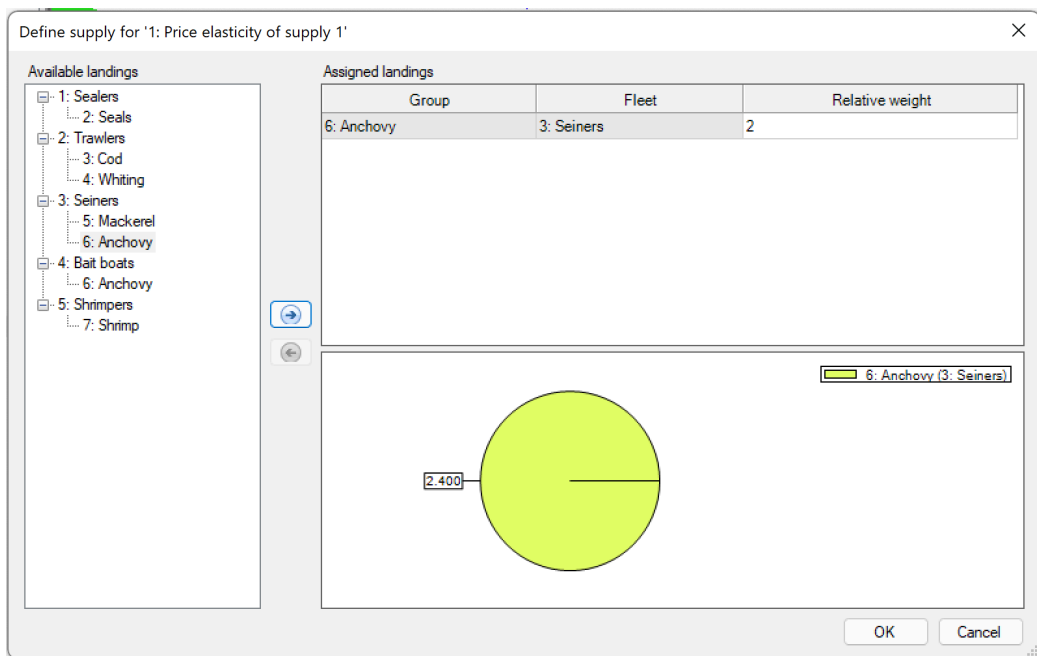 Define supply for '1: Price elasticity of supply 1'
Available landings
1: Sealers
2: Seals
2: Trawlers
3: Cod
4: Whiting
3: Seiners
5: Mackerel
6: Anchovy
4: Bait boats
6: Anchovy
5: Shrimpers
7: Shrimp
Assigned landings
Group Fleet Relative weight
6: Anchovy 3: Seiners 2
6: Anchovy (3: Seiners)
2.400
OK Cancel